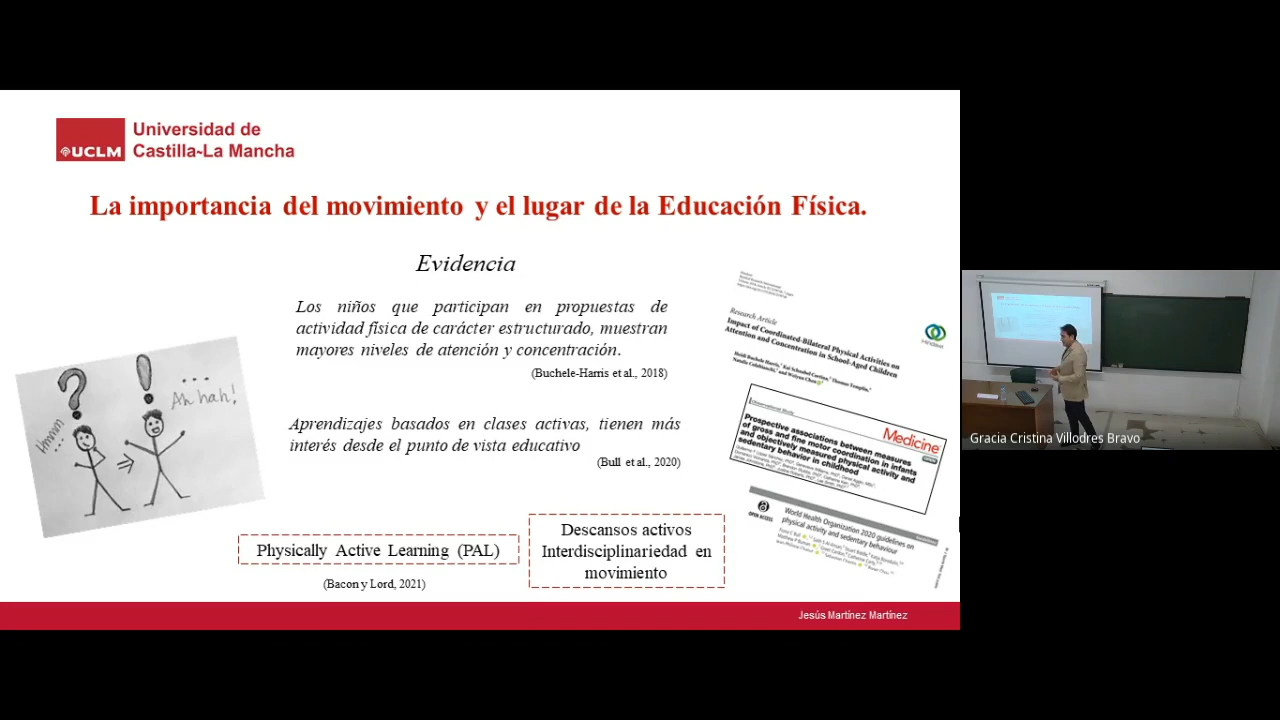 UCLM
Universidad de
Castilla-La Mancha
La importancia del movimiento y el lugar de la Educación Física.
Evidencia
Los niños que participan en propuestas de
actividad física de carácter estructurado, muestran
mayores niveles de atención y concentración.
(Buchele-Harris et al., 2018)
Aprendizajes basados en clases activas, tienen más
interés desde el punto de vista educativo
(Bull et al., 2020)
Hmmm
...
?
!
...
Ah hah!
Physically Active Learning (PAL)
(Bacon y Lord, 2021)
Descansos activos
Interdisciplinariedad en
movimiento
Research Article
Impact of Coordinated-Bilateral Physical Activities on
Attention and Concentration in School-Aged Children
Medicine
Prospective associations between measures
of gross and fine motor coordination in infants
and objectively measured physical activity and
sedentary behavior in childhood
OPEN ACCESS
World Health Organization 2020 guidelines on
physical activity and sedentary behaviour
Jesús Martínez Martínez
Gracia Cristina Villodres Bravo